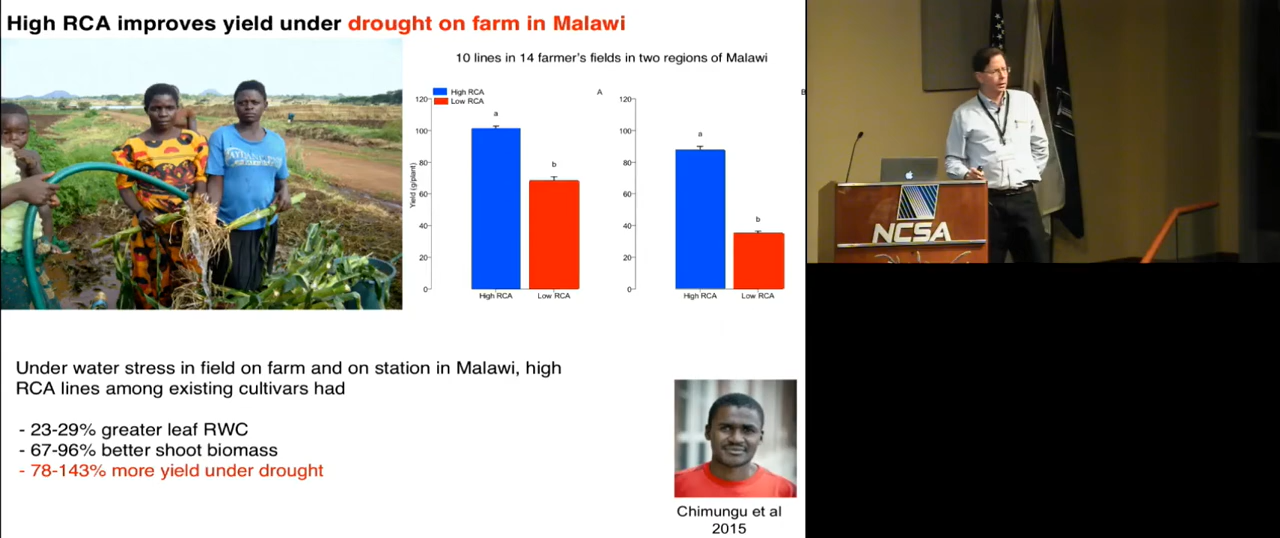 High RCA improves yield under drought on farm in Malawi
10 lines in 14 farmer's fields in two regions of Malawi
High RCA
Low RCA
A
B
Yield (g/plant)
120
100
80
60
40
20
0
a
b
High RCA
Low RCA
120
100
80
60
40
20
0
a
b
High RCA
Low RCA
NCSA
Under water stress in field on farm and on station in Malawi, high
RCA lines among existing cultivars had
- 23-29% greater leaf RWC
- 67-96% better shoot biomass
- 78-143% more yield under drought
Chimungu et al
2015